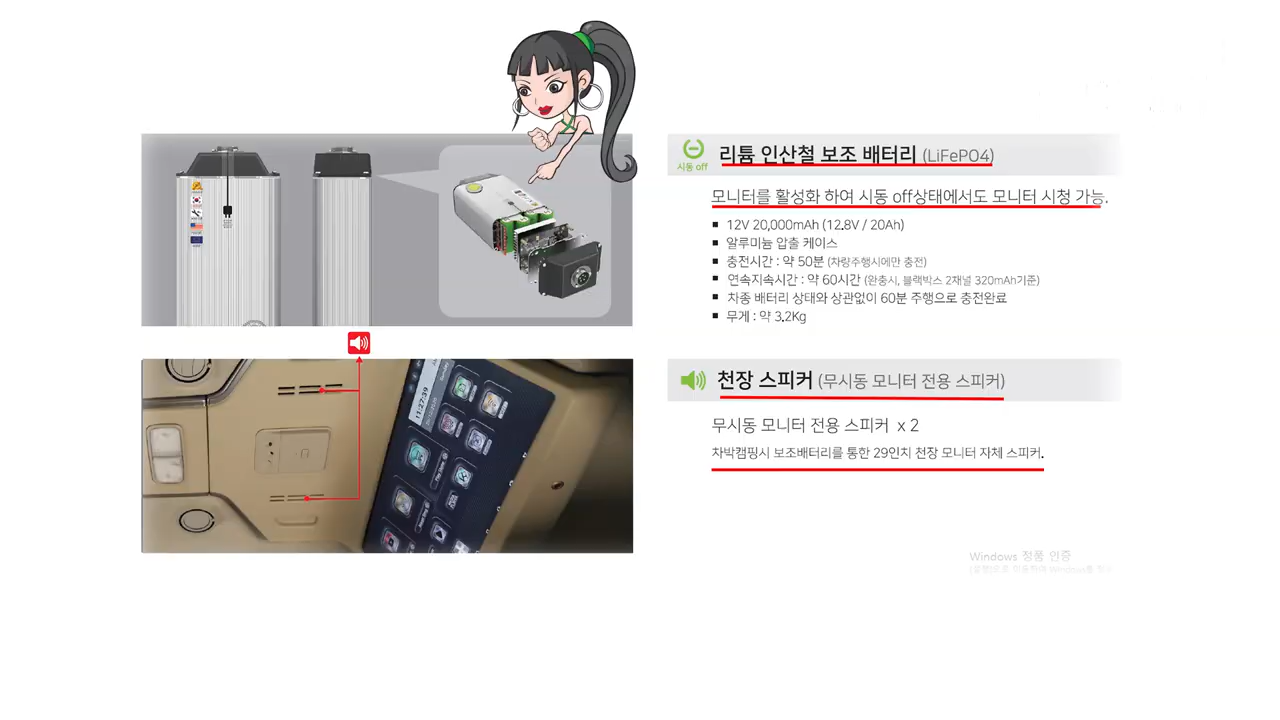 시동 off
리튬 인산철 보조 배터리 (LiFePO4)
모니터를 활성화 하여 시동 off상태에서도 모니터 시청 가능.
■ 12V 20,000mAh (12.8V / 20Ah)
■ 알루미늄 압출 케이스
■ 충전시간 : 약 50분 (차량주행시에만 충전)
■ 연속지속시간 : 약 60시간 (완충시, 블랙박스 2채널 320mAh기준)
■ 차종 배터리 상태와 상관없이 60분 주행으로 충전완료
■ 무게 : 약 3.2Kg
11:27:39
천장 스피커 (무시동 모니터 전용 스피커)
무시동 모니터 전용 스피커 x 2
차박캠핑시 보조배터리를 통한 29인치 천장 모니터 자체 스피커.
Windows 정품 인증